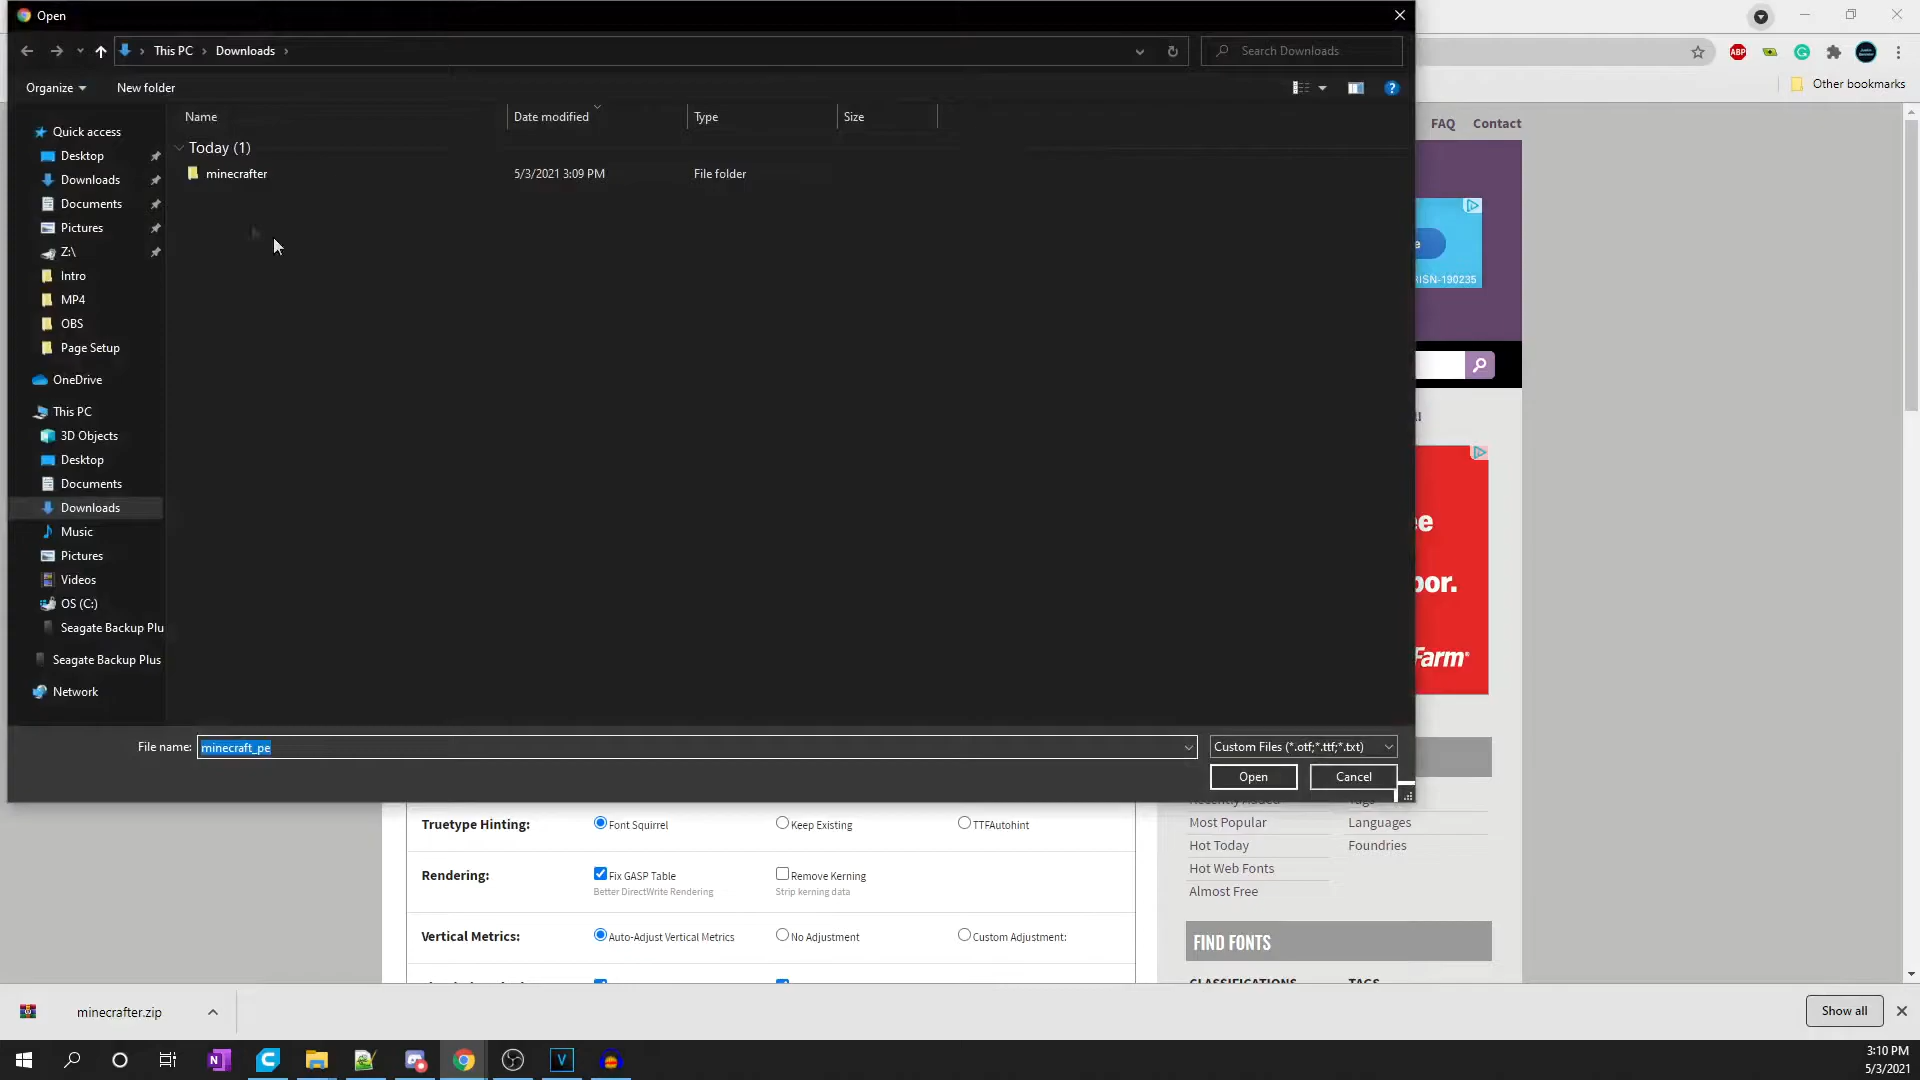 Open
This PC
Downloads
Search Downloads
Organize
New folder
Name
Date modified
Type
Size
Today (1)
minecrafter
5/3/2021 3:09 PM
File folder
Quick access
Desktop
Downloads
Documents
Pictures
Z:\
Intro
MP4
OBS
Page Setup
OneDrive
This PC
3D Objects
Desktop
Documents
Downloads
Music
Pictures
Videos
OS (C:)
Seagate Backup Plu
Seagate Backup Plus
Network
File name:
minecraft_pe
Custom Files (*.otf;*.ttf;*.txt)
Open
Cancel
ABP
Other bookmarks
FAQ
Contact
ISN-190235
Farm®
Truetype Hinting:
Font Squirrel
Keep Existing
TTFAutohint
Rendering:
Fix GASP Table
Better DirectWrite Rendering
Remove Kerning
Strip kerning data
Vertical Metrics:
Auto-Adjust Vertical Metrics
No Adjustment
Custom Adjustment:
Recently Added
Tags
Most Popular
Languages
Hot Today
Foundries
Hot Web Fonts
Almost Free
FIND FONTS
CLASSIFICATIONS
TAGS
minecrafter.zip
Show all
3:10 PM
5/3/2021